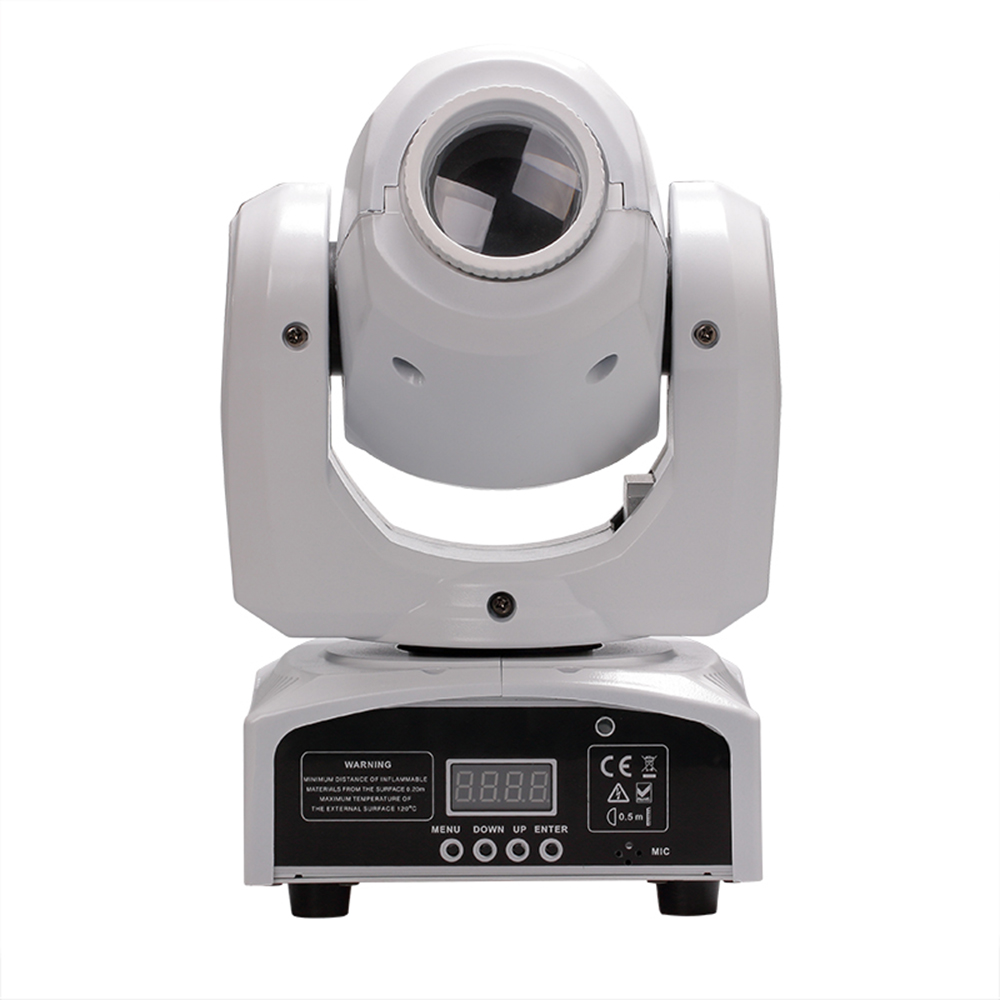 WARNING
MINIMUM DISTANCE OF INFLAMMABLE
MATERIALS FROM THE SURFACE 0.20m
MAXIMUM TEMPERATURE OF
THE EXTERNAL SURFACE 120°C
8.8.8.8
MENU DOWN UP ENTER
CE
0.5 m
MIC